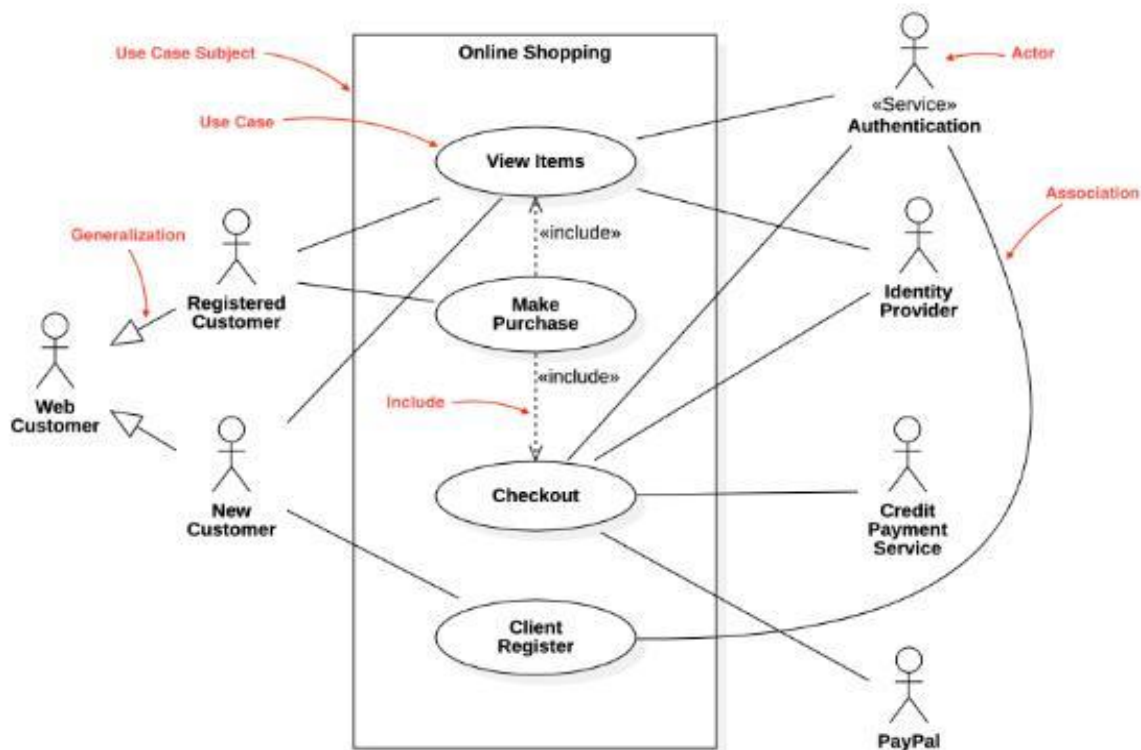 Use Case Subject
Online Shopping
Actor
«Service»
Authentication
Use Case
View Items
Association
Generalization
«include»
Registered
Customer
Make
Purchase
Identity
Provider
Web
Customer
«include»
Include
New
Customer
Checkout
Credit
Payment
Service
Client
Register
PayPal